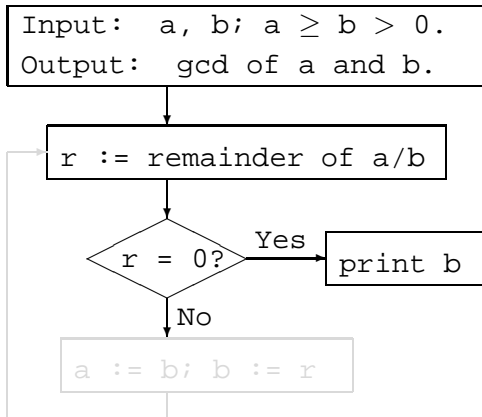 Input: a, b; a ≥ b > 0.
Output: gcd of a and b.
r := remainder of a/b
r = 0?
Yes
print b
No
a := b; b := r